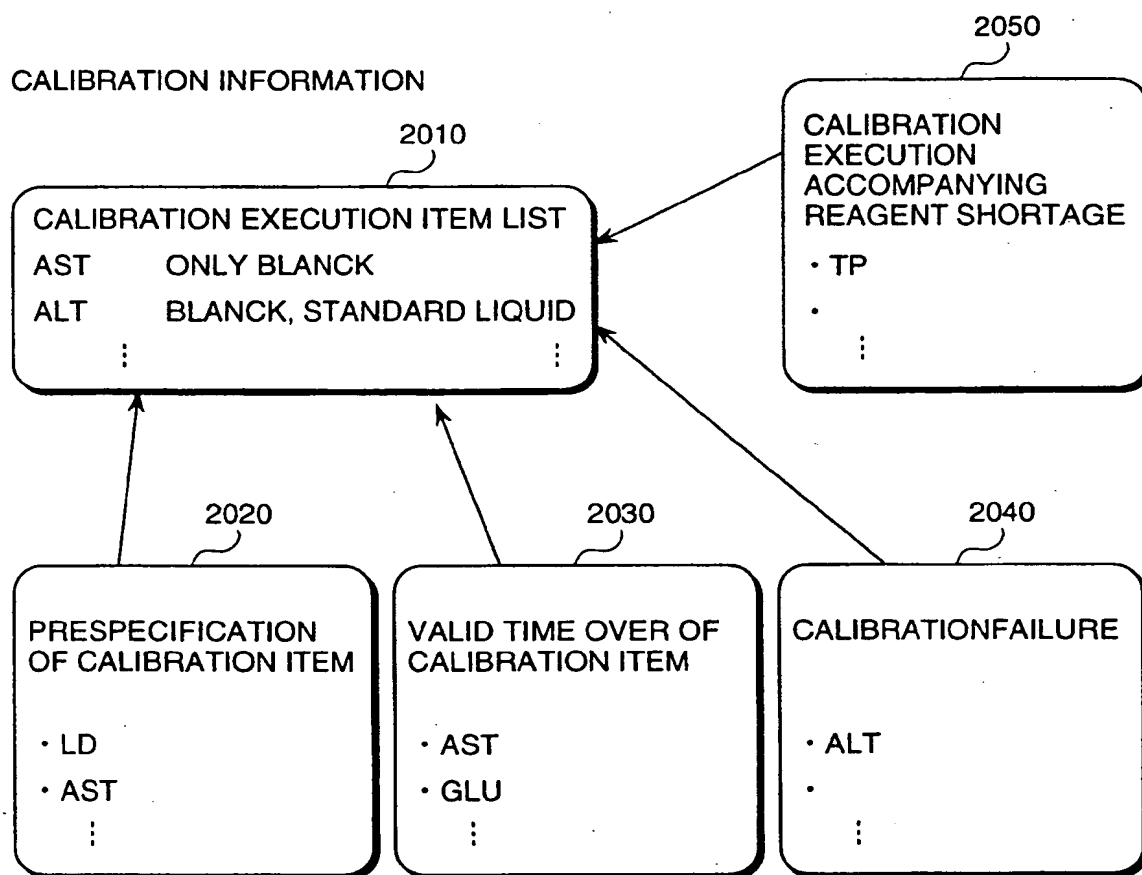 2050
CALIBRATION INFORMATION
2010
CALIBRATION
EXECUTION
ACCOMPANYING
REAGENT SHORTAGE
· TP
·
CALIBRATION EXECUTION ITEM LIST
AST ONLY BLANCK
ALT BLANCK, STANDARD LIQUID
2020
2030
2040
PRESPECIFICATION
OF CALIBRATION ITEM
· LD
· AST
VALID TIME OVER OF
CALIBRATION ITEM
· AST
· GLU
CALIBRATIONFAILURE
· ALT
·